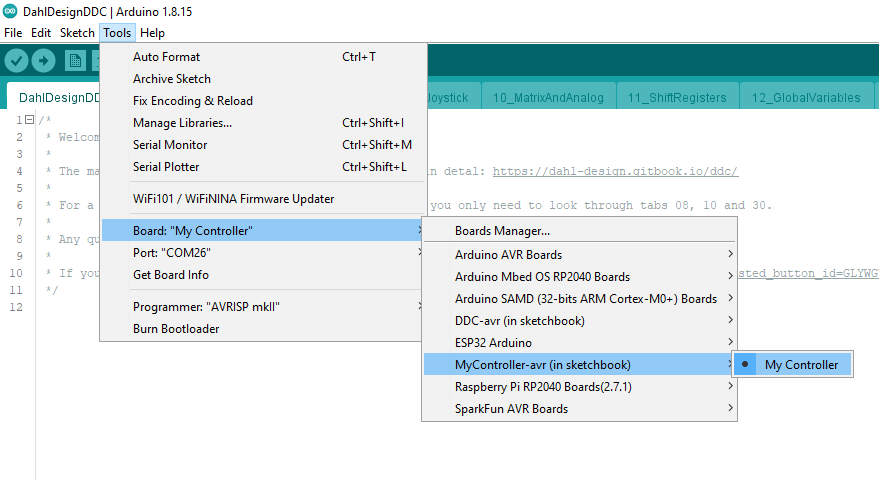 DahlDesignDDC | Arduino 1.8.15
File Edit Sketch Tools Help
Auto Format Ctrl+T
Archive Sketch
Fix Encoding & Reload
Manage Libraries... Ctrl+Shift+I
Serial Monitor Ctrl+Shift+M
Serial Plotter Ctrl+Shift+L
WiFi101 / WiFiNINA Firmware Updater
Board: "My Controller"
Port: "COM26"
Get Board Info
Programmer: "AVRISP mkII"
Burn Bootloader
Boards Manager...
Arduino AVR Boards
Arduino Mbed OS RP2040 Boards
Arduino SAMD (32-bits ARM Cortex-M0+) Boards
DDC-avr (in sketchbook)
ESP32 Arduino
MyController-avr (in sketchbook)
Raspberry Pi RP2040 Boards(2.7.1)
SparkFun AVR Boards
My Controller
DahlDesignDD Joystick 10_MatrixAndAnalog 11_ShiftRegisters 12_GlobalVariables
1 /*
2 * Welcom
3 *
4 * The ma n detal: https://dahl-design.gitbook.io/ddc/
5 *
6 * For a you only need to look through tabs 08, 10 and 30.
7 *
8 * Any qu
9 *
10 * If you sted_button_id=GLYWG
11 */
12